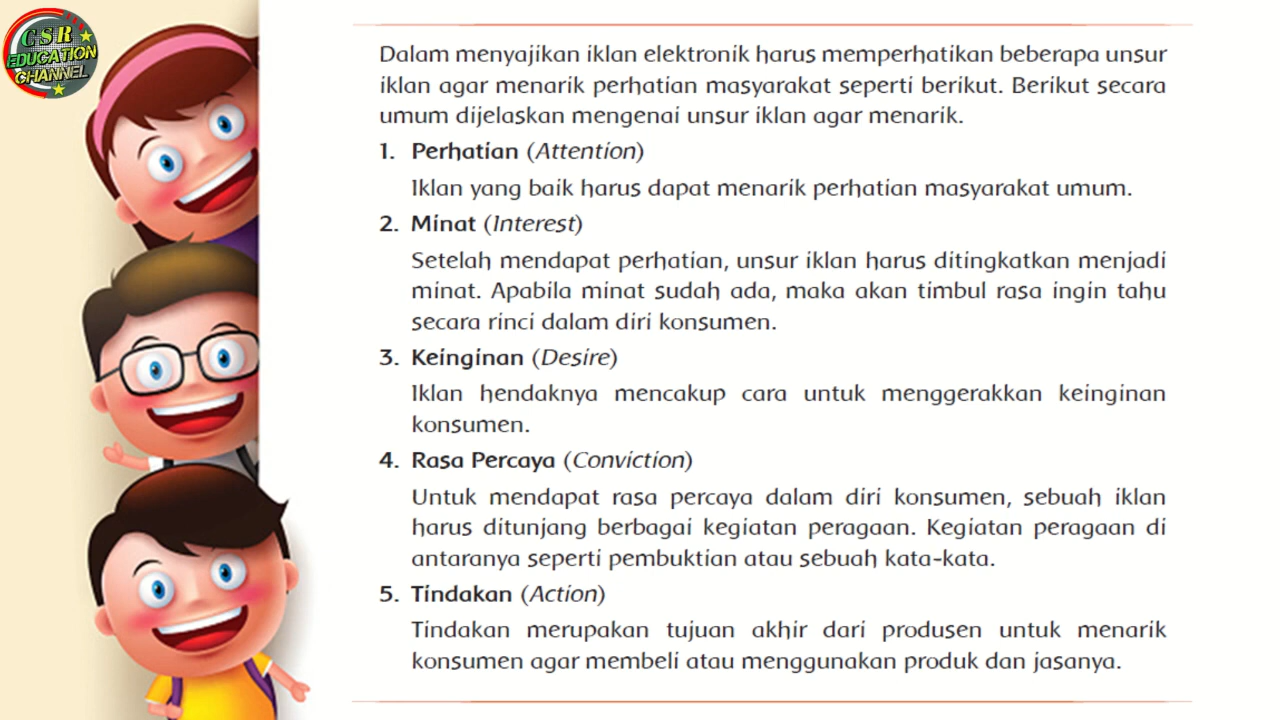 CSR
EDUCATION
CHANNEL
Dalam menyajikan iklan elektronik harus memperhatikan beberapa unsur
iklan agar menarik perhatian masyarakat seperti berikut. Berikut secara
umum dijelaskan mengenai unsur iklan agar menarik.
1. Perhatian (Attention)
Iklan yang baik harus dapat menarik perhatian masyarakat umum.
2. Minat (Interest)
Setelah mendapat perhatian, unsur iklan harus ditingkatkan menjadi
minat. Apabila minat sudah ada, maka akan timbul rasa ingin tahu
secara rinci dalam diri konsumen.
3. Keinginan (Desire)
Iklan hendaknya mencakup cara untuk menggerakkan keinginan
konsumen.
4. Rasa Percaya (Conviction)
Untuk mendapat rasa percaya dalam diri konsumen, sebuah iklan
harus ditunjang berbagai kegiatan peragaan. Kegiatan peragaan di
antaranya seperti pembuktian atau sebuah kata-kata.
5. Tindakan (Action)
Tindakan merupakan tujuan akhir dari produsen untuk menarik
konsumen agar membeli atau menggunakan produk dan jasanya.